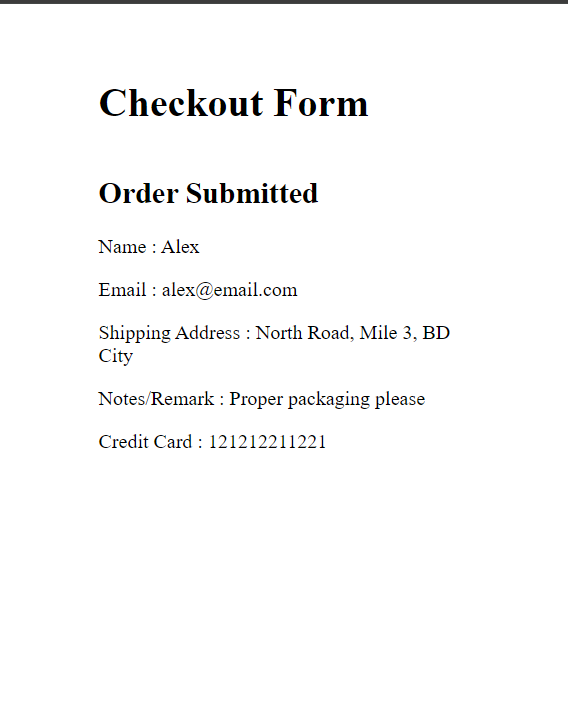 Checkout Form
Order Submitted
Name : Alex
Email : alex@email.com
Shipping Address : North Road, Mile 3, BD
City
Notes/Remark : Proper packaging please
Credit Card : 121212211221